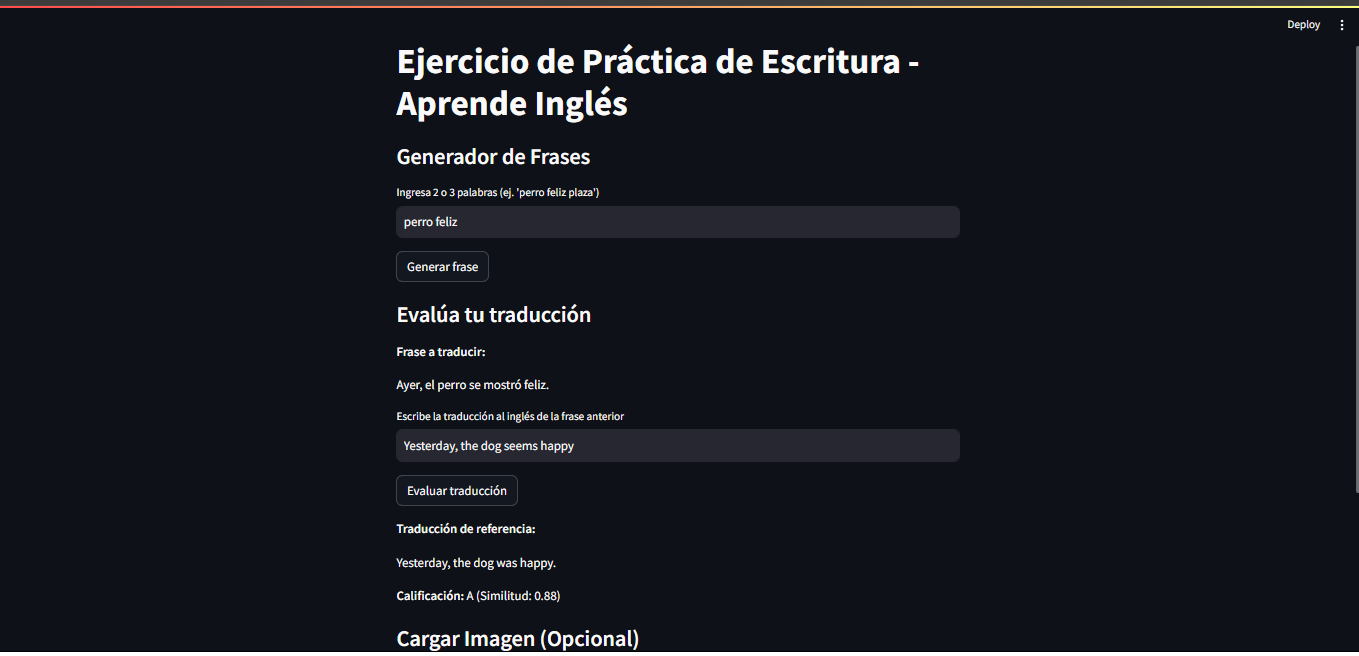 Deploy
Ejercicio de Práctica de Escritura -
Aprende Inglés
Generador de Frases
Ingresa 2 o 3 palabras (ej. 'perro feliz plaza')
perro feliz
Generar frase
Evalúa tu traducción
Frase a traducir:
Ayer, el perro se mostró feliz.
Escribe la traducción al inglés de la frase anterior
Yesterday, the dog seems happy
Evaluar traducción
Traducción de referencia:
Yesterday, the dog was happy.
Calificación: A (Similitud: 0.88)
Cargar Imagen (Opcional)